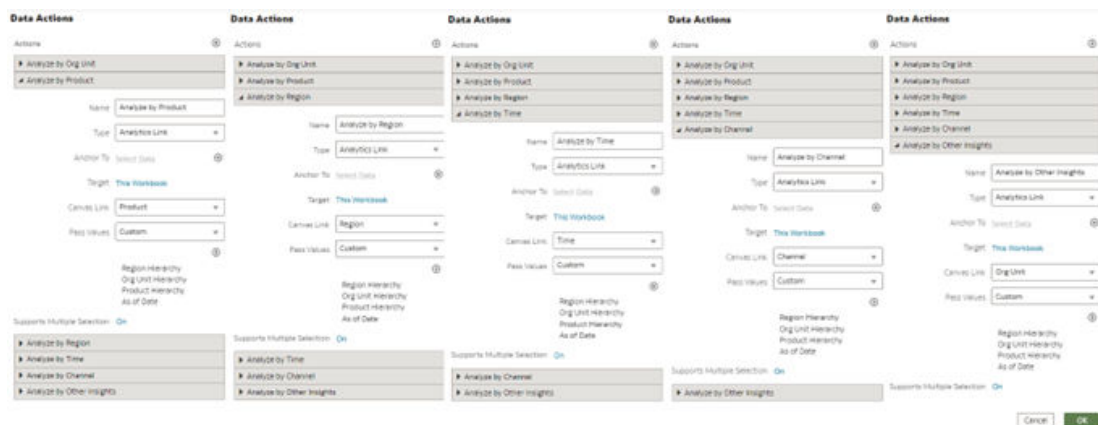 Data Actions
Actions
Analyze by Org Unit
Analyze by Product
Name Analyze by Product
Type Analytics Link
Anchor To Select Data
Target This Workbook
Canvas Link Product
Pass Values Custom
Region Hierarchy
Org Unit Hierarchy
Product Hierarchy
As of Date
Supports Multiple Selection On
Analyze by Region
Analyze by Time
Analyze by Channel
Analyze by Other Insights
Data Actions
Actions
Analyze by Org Unit
Analyze by Product
Analyze by Region
Name Analyze by Region
Type Analytics Link
Anchor To Select Data
Target This Workbook
Canvas Link Region
Pass Values Custom
Region Hierarchy
Org Unit Hierarchy
Product Hierarchy
As of Date
Supports Multiple Selection On
Analyze by Time
Analyze by Channel
Analyze by Other Insights
Data Actions
Actions
Analyze by Org Unit
Analyze by Product
Analyze by Region
Analyze by Time
Name Analyze by Time
Type Analytics Link
Anchor To Select Data
Target This Workbook
Canvas Link Time
Pass Values Custom
Region Hierarchy
Org Unit Hierarchy
Product Hierarchy
As of Date
Supports Multiple Selection On
Analyze by Channel
Analyze by Other Insights
Data Actions
Actions
Analyze by Org Unit
Analyze by Product
Analyze by Region
Analyze by Time
Analyze by Channel
Name Analyze by Channel
Type Analytics Link
Anchor To Select Data
Target This Workbook
Canvas Link Channel
Pass Values Custom
Region Hierarchy
Org Unit Hierarchy
Product Hierarchy
As of Date
Supports Multiple Selection On
Analyze by Other Insights
Data Actions
Actions
Analyze by Org Unit
Analyze by Product
Analyze by Region
Analyze by Time
Analyze by Channel
Analyze by Other Insights
Name Analyze by Other Insights
Type Analytics Link
Anchor To Select Data
Target This Workbook
Canvas Link Org Unit
Pass Values Custom
Region Hierarchy
Org Unit Hierarchy
Product Hierarchy
As of Date
Supports Multiple Selection On
Cancel OK